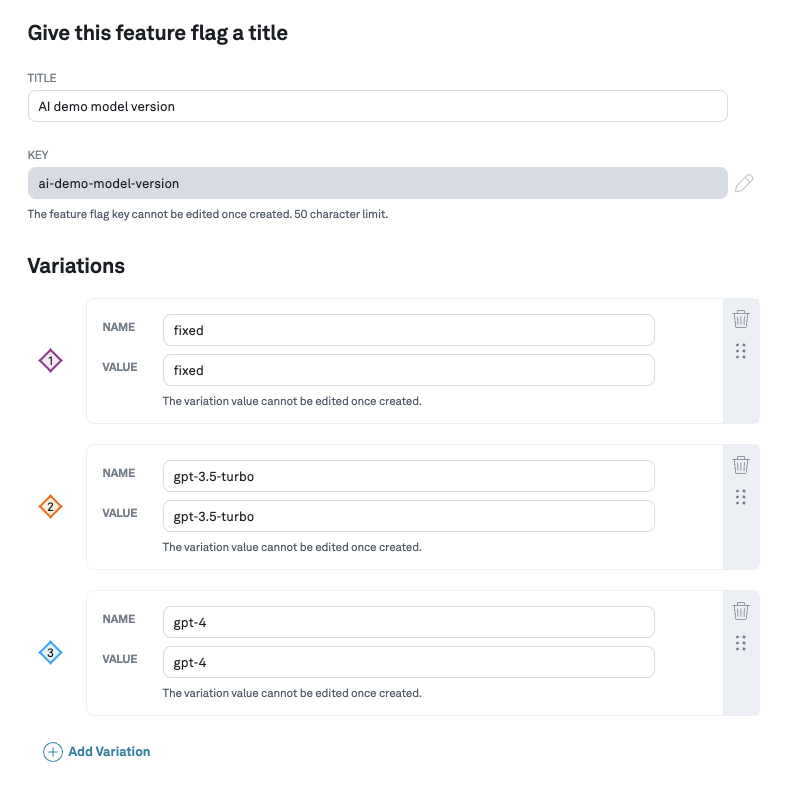 Give this feature flag a title
TITLE
AI demo model version
KEY
ai-demo-model-version
The feature flag key cannot be edited once created. 50 character limit.
Variations
1
NAME
fixed
VALUE
fixed
The variation value cannot be edited once created.
2
NAME
gpt-3.5-turbo
VALUE
gpt-3.5-turbo
The variation value cannot be edited once created.
3
NAME
gpt-4
VALUE
gpt-4
The variation value cannot be edited once created.
Add Variation